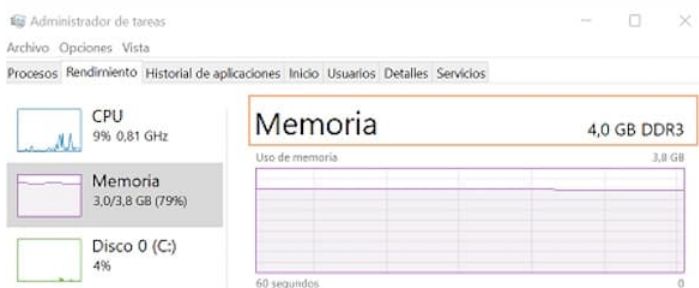 Administrador de tareas
Archivo Opciones Vista
Procesos Rendimiento Historial de aplicaciones Inicio Usuarios Detalles Servicios
CPU
9% 0,81 GHz
Memoria
3,0/3,8 GB (79%)
Disco 0 (C:)
4%
Memoria 4,0 GB DDR3
Uso de memoria 3,8 GB
60 segundos 0